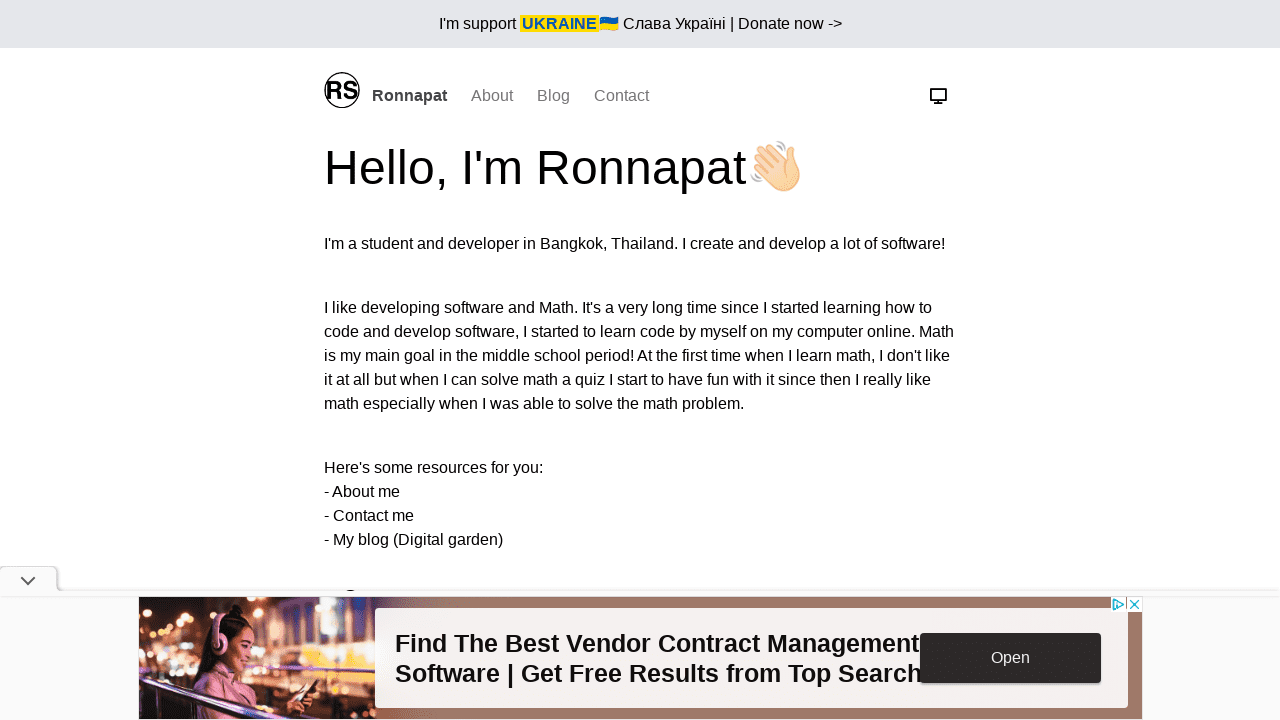 I'm support UKRAINE🇺🇦 Слава Україні | Donate now ->
RS Ronnapat About Blog Contact
Hello, I'm Ronnapat👋🏻
I'm a student and developer in Bangkok, Thailand. I create and develop a lot of software!
I like developing software and Math. It's a very long time since I started learning how to
code and develop software, I started to learn code by myself on my computer online. Math
is my main goal in the middle school period! At the first time when I learn math, I don't like
it at all but when I can solve math a quiz I start to have fun with it since then I really like
math especially when I was able to solve the math problem.
Here's some resources for you:
- About me
- Contact me
- My blog (Digital garden)
Find The Best Vendor Contract Management
Software | Get Free Results from Top Search
Open